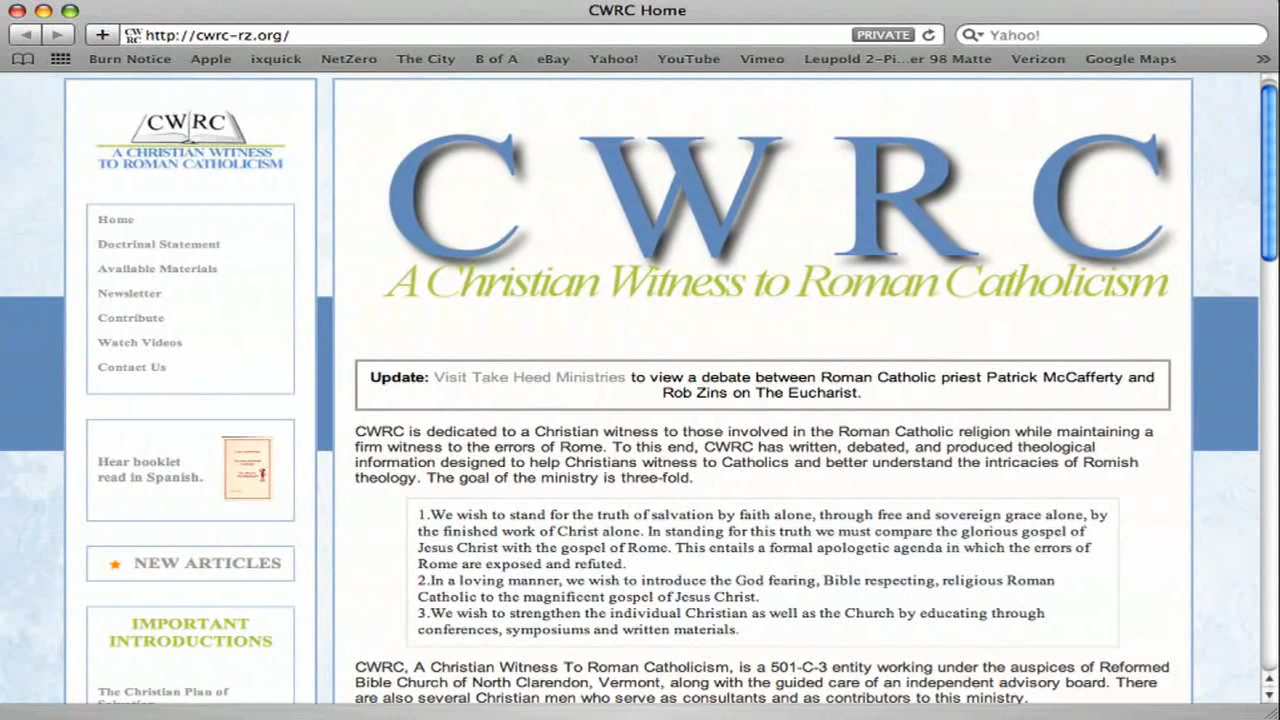 CWRC Home
http://cwrc-rz.org/
PRIVATE
Yahoo!
Burn Notice Apple ixquick NetZero The City B of A eBay Yahoo! YouTube Vimeo Leupold 2-Pi...er 98 Matte Verizon Google Maps
CW RC
A CHRISTIAN WITNESS
TO ROMAN CATHOLICISM
Home
Doctrinal Statement
Available Materials
Newsletter
Contribute
Watch Videos
Contact Us
Hear booklet
read in Spanish.
NEW ARTICLES
IMPORTANT
INTRODUCTIONS
The Christian Plan of
Salvation
C W R C
A Christian Witness to Roman Catholicism
Update: Visit Take Heed Ministries to view a debate between Roman Catholic priest Patrick McCafferty and
Rob Zins on The Eucharist.
CWRC is dedicated to a Christian witness to those involved in the Roman Catholic religion while maintaining a
firm witness to the errors of Rome. To this end, CWRC has written, debated, and produced theological
information designed to help Christians witness to Catholics and better understand the intricacies of Romish
theology. The goal of the ministry is three-fold.
1.We wish to stand for the truth of salvation by faith alone, through free and sovereign grace alone, by
the finished work of Christ alone. In standing for this truth we must compare the glorious gospel of
Jesus Christ with the gospel of Rome. This entails a formal apologetic agenda in which the errors of
Rome are exposed and refuted.
2.In a loving manner, we wish to introduce the God fearing, Bible respecting, religious Roman
Catholic to the magnificent gospel of Jesus Christ.
3.We wish to strengthen the individual Christian as well as the Church by educating through
conferences, symposiums and written materials.
CWRC, A Christian Witness To Roman Catholicism, is a 501-C-3 entity working under the auspices of Reformed
Bible Church of North Clarendon, Vermont, along with the guided care of an independent advisory board. There
are also several Christian men who serve as consultants and as contributors to this ministry.